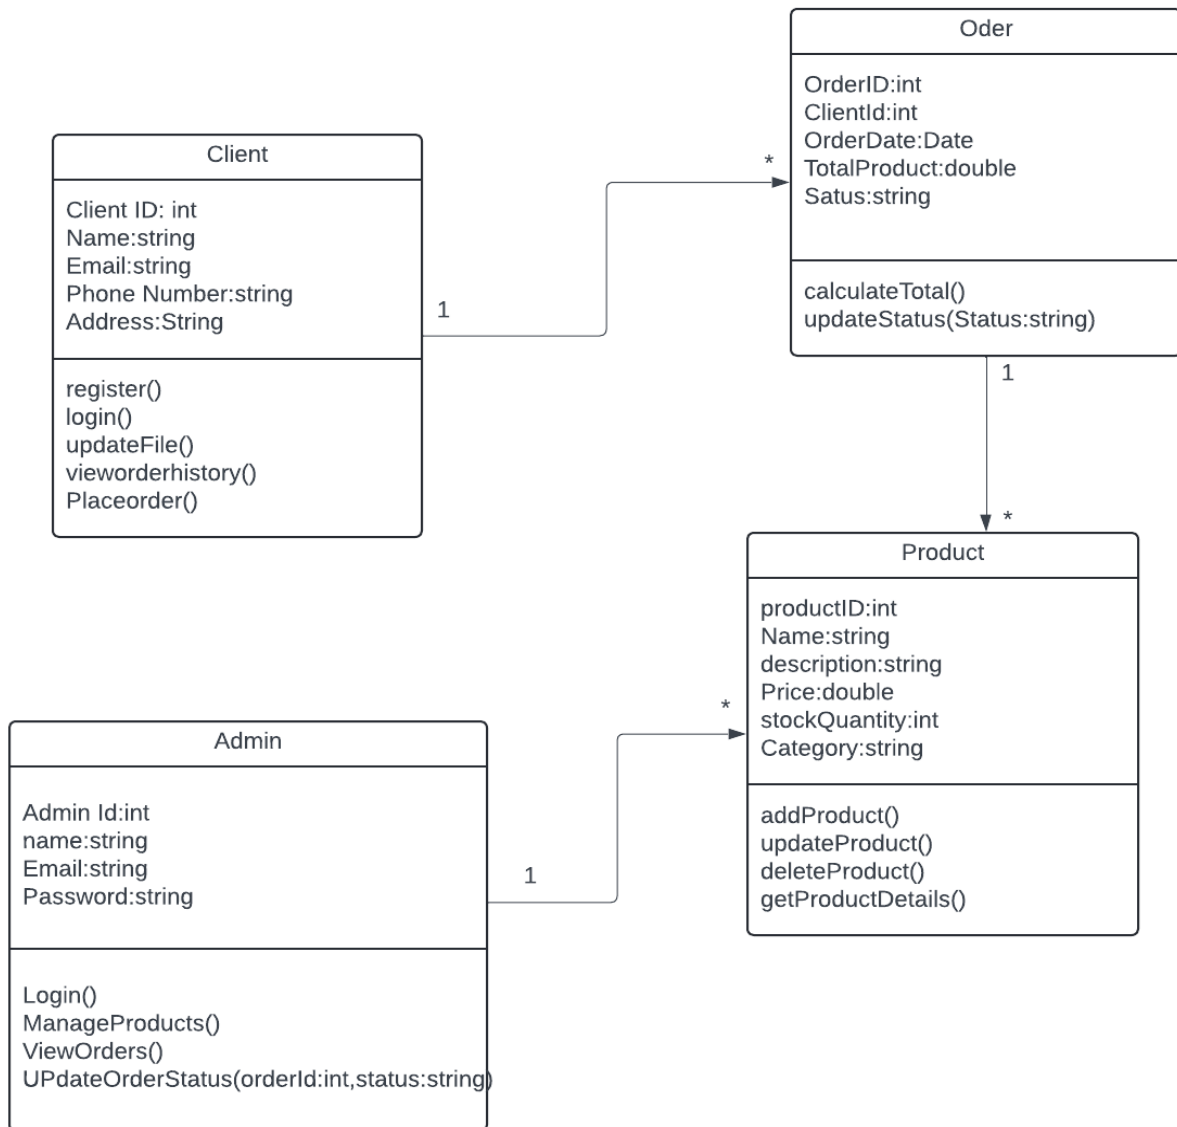 Oder
OrderID:int
ClientId:int
OrderDate:Date
TotalProduct:double
Satus:string
calculateTotal()
updateStatus(Status:string)
Client
Client ID: int
Name:string
Email:string
Phone Number:string
Address:String
register()
login()
updateFile()
vieworderhistory()
Placeorder()
1
*
1
*
Product
productID:int
Name:string
description:string
Price:double
stockQuantity:int
Category:string
addProduct()
updateProduct()
deleteProduct()
getProductDetails()
Admin
Admin Id:int
name:string
Email:string
Password:string
Login()
ManageProducts()
ViewOrders()
UPdateOrderStatus(orderId:int,status:string)
1
*